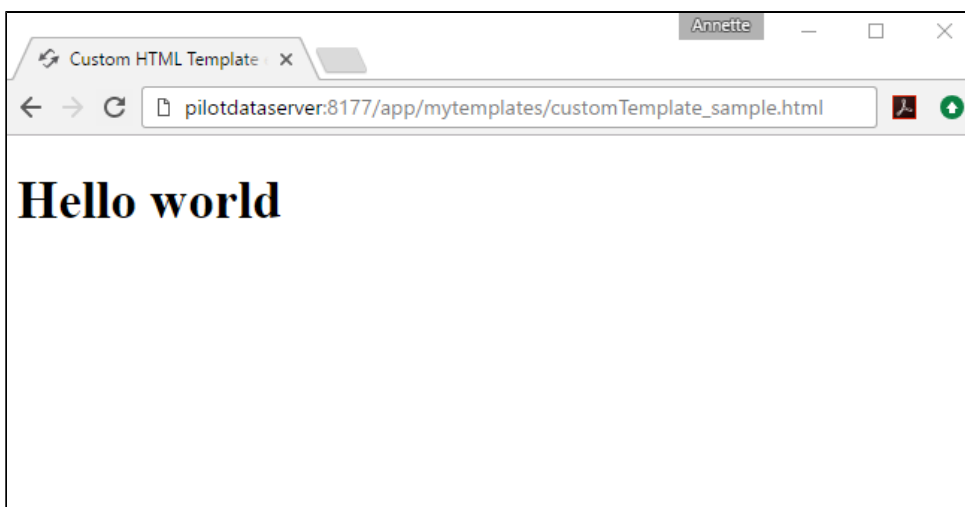 Annette
Custom HTML Template
pilotdataserver:8177/app/mytemplates/customTemplate_sample.html
Hello world